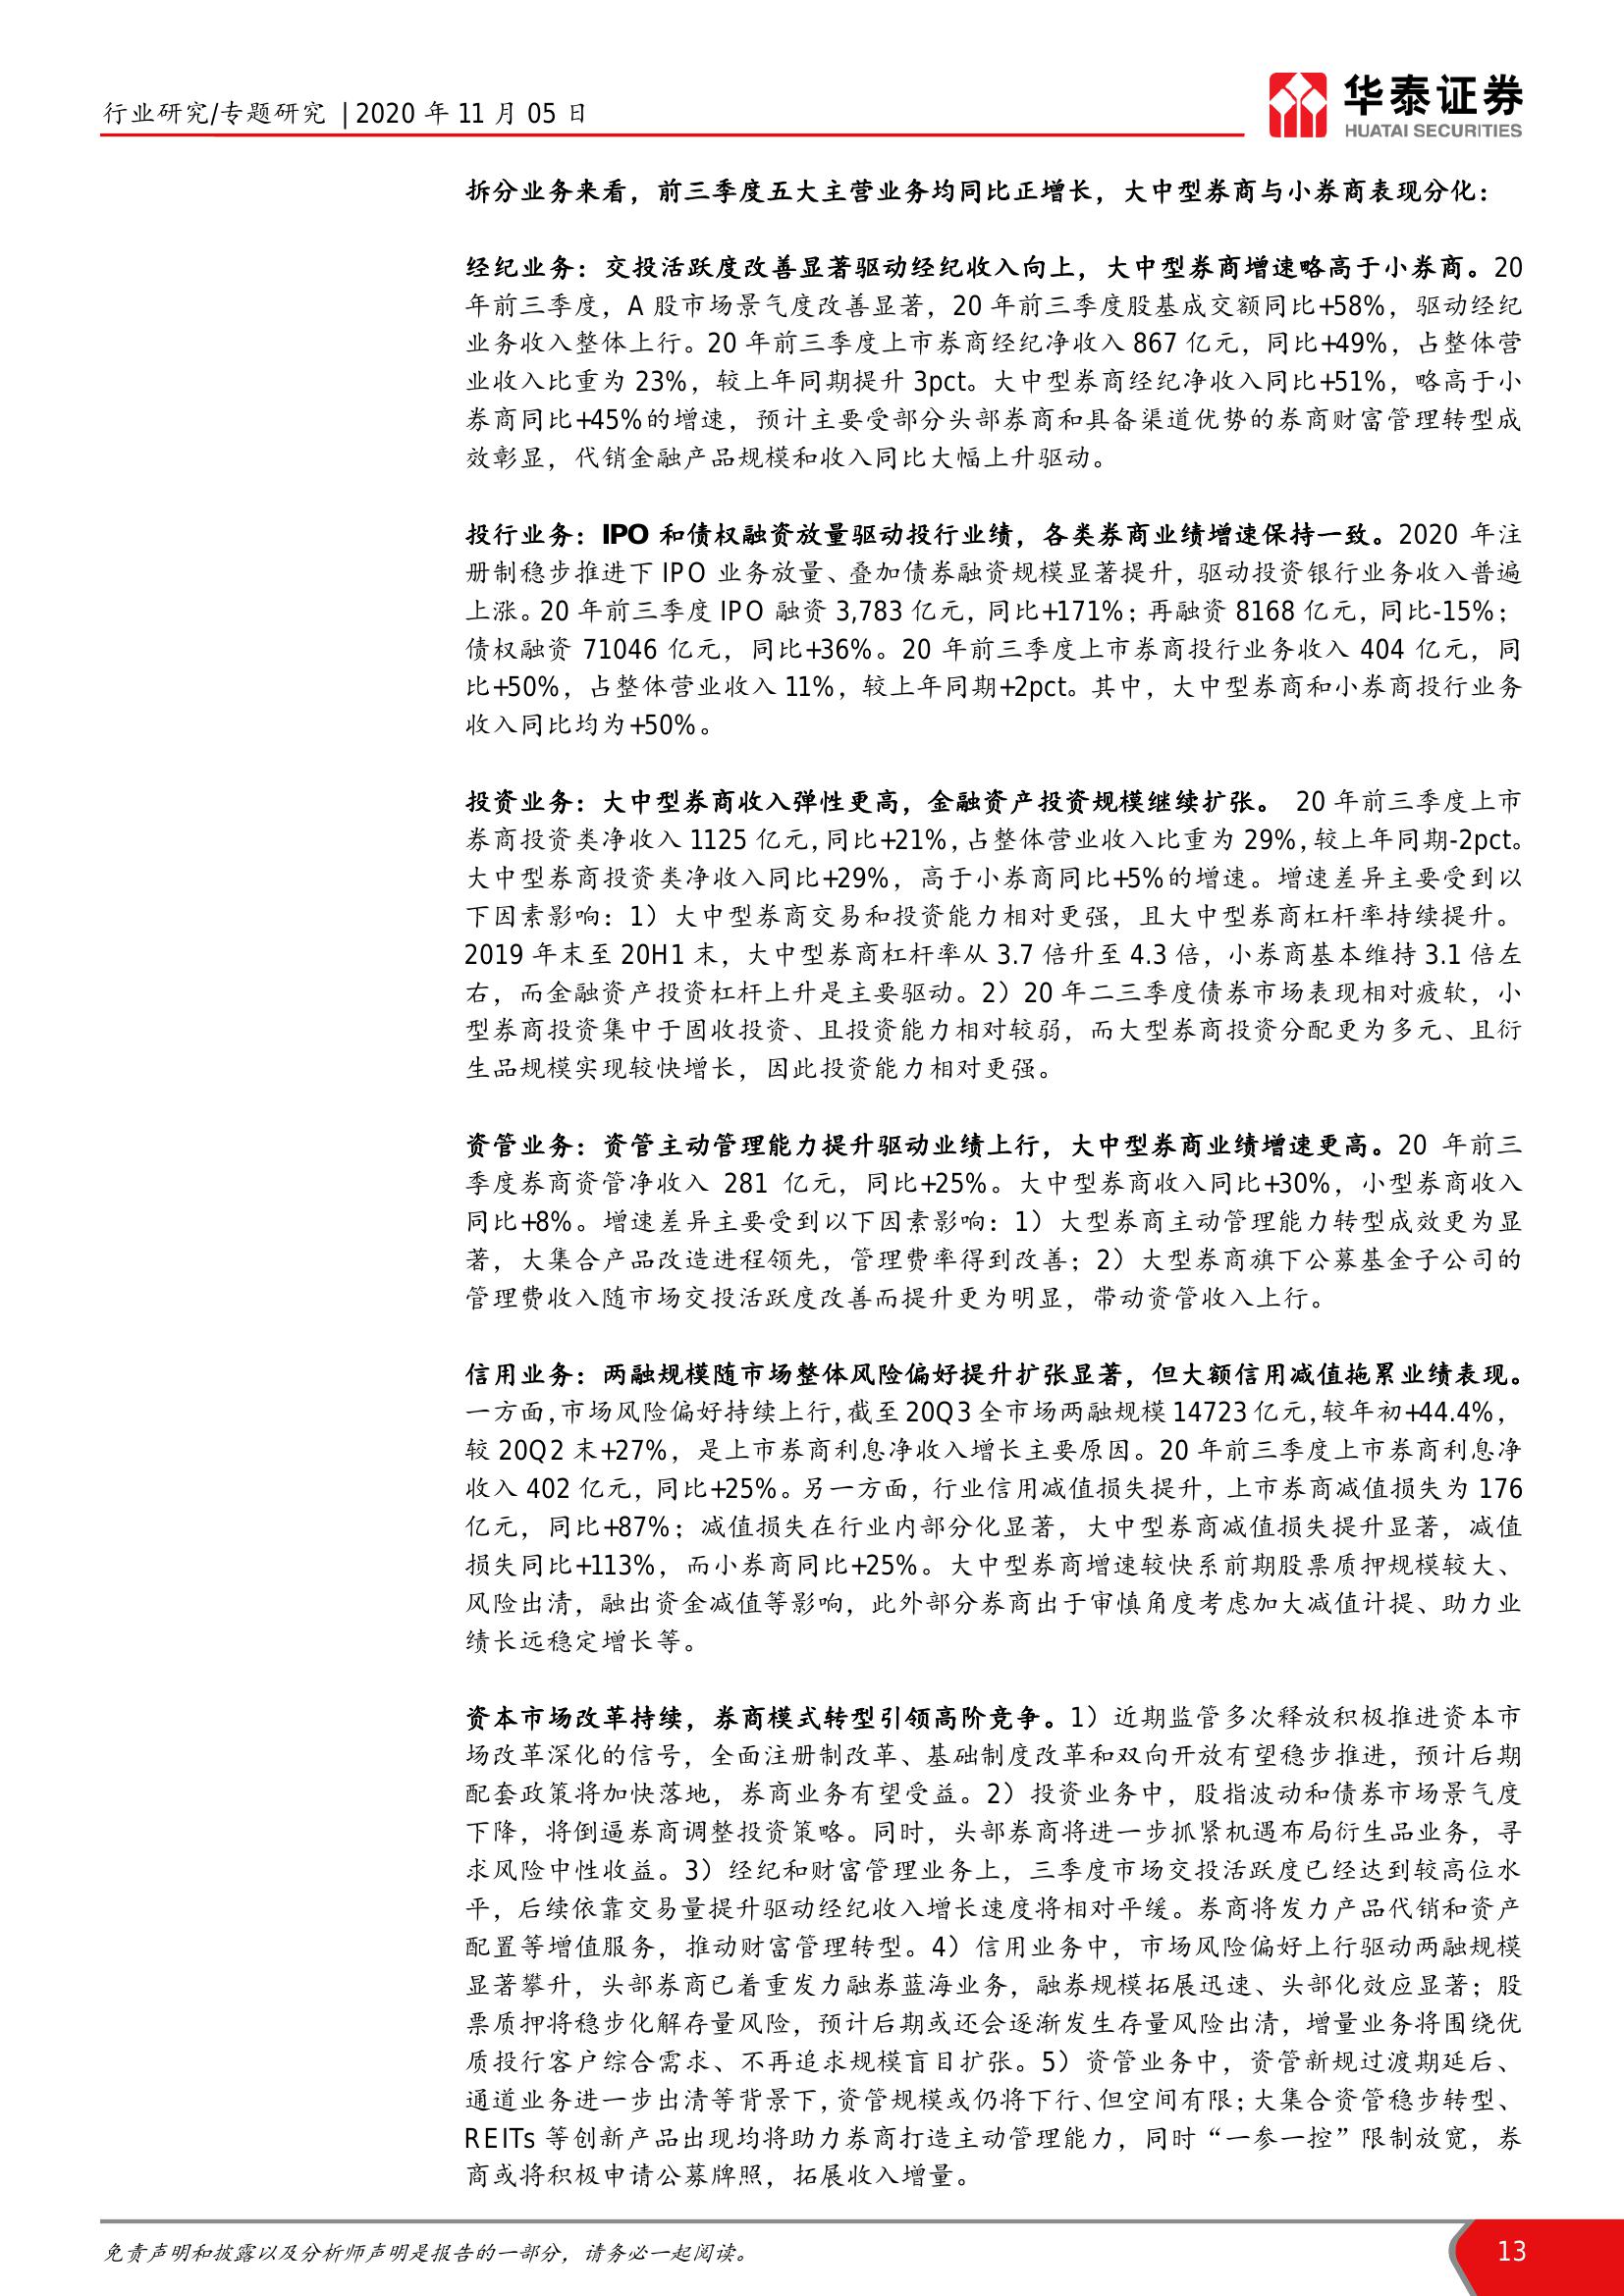 行业研究/专题研究 | 2020 年 11 月 05 日
华泰证券
HUATAI SECURITIES
拆分业务来看，前三季度五大主营业务均同比正增长，大中型券商与小券商表现分化：
经纪业务：交投活跃度改善显著驱动经纪收入向上，大中型券商增速略高于小券商。20
年前三季度，A 股市场景气度改善显著，20 年前三季度股基成交额同比+58%，驱动经纪
业务收入整体上行。20 年前三季度上市券商经纪净收入 867 亿元，同比+49%，占整体营
业收入比重为 23%，较上年同期提升 3pct。大中型券商经纪净收入同比+51%，略高于小
券商同比+45%的增速，预计主要受部分头部券商和具备渠道优势的券商财富管理转型成
效彰显，代销金融产品规模和收入同比大幅上升驱动。
投行业务：IPO 和债权融资放量驱动投行业绩，各类券商业绩增速保持一致。2020 年注
册制稳步推进下 IPO 业务放量、叠加债券融资规模显著提升，驱动投资银行业务收入普遍
上涨。20 年前三季度 IPO 融资 3,783 亿元，同比+171%；再融资 8168 亿元，同比-15%；
债权融资 71046 亿元，同比+36%。20 年前三季度上市券商投行业务收入 404 亿元，同
比+50%，占整体营业收入 11%，较上年同期+2pct。其中，大中型券商和小券商投行业务
收入同比均为+50%。
投资业务：大中型券商收入弹性更高，金融资产投资规模继续扩张。 20 年前三季度上市
券商投资类净收入 1125 亿元，同比+21%，占整体营业收入比重为 29%，较上年同期-2pct。
大中型券商投资类净收入同比+29%，高于小券商同比+5%的增速。增速差异主要受到以
下因素影响：1）大中型券商交易和投资能力相对更强，且大中型券商杠杆率持续提升。
2019 年末至 20H1 末，大中型券商杠杆率从 3.7 倍升至 4.3 倍，小券商基本维持 3.1 倍左
右，而金融资产投资杠杆上升是主要驱动。2）20 年二三季度债券市场表现相对疲软，小
型券商投资集中于固收投资、且投资能力相对较弱，而大型券商投资分配更为多元、且衍
生品规模实现较快增长，因此投资能力相对更强。
资管业务：资管主动管理能力提升驱动业绩上行，大中型券商业绩增速更高。20 年前三
季度券商资管净收入 281 亿元，同比+25%。大中型券商收入同比+30%，小型券商收入
同比+8%。增速差异主要受到以下因素影响：1）大型券商主动管理能力转型成效更为显
著，大集合产品改造进程领先，管理费率得到改善；2）大型券商旗下公募基金子公司的
管理费收入随市场交投活跃度改善而提升更为明显，带动资管收入上行。
信用业务：两融规模随市场整体风险偏好提升扩张显著，但大额信用减值拖累业绩表现。
一方面，市场风险偏好持续上行，截至 20Q3 全市场两融规模 14723 亿元，较年初+44.4%，
较 20Q2 末+27%，是上市券商利息净收入增长主要原因。20 年前三季度上市券商利息净
收入 402 亿元，同比+25%。另一方面，行业信用减值损失提升，上市券商减值损失为 176
亿元，同比+87%；减值损失在行业内部分化显著，大中型券商减值损失提升显著，减值
损失同比+113%，而小券商同比+25%。大中型券商增速较快系前期股票质押规模较大、
风险出清，融出资金减值等影响，此外部分券商出于审慎角度考虑加大减值计提、助力业
绩长远稳定增长等。
资本市场改革持续，券商模式转型引领高阶竞争。1）近期监管多次释放积极推进资本市
场改革深化的信号，全面注册制改革、基础制度改革和双向开放有望稳步推进，预计后期
配套政策将加快落地，券商业务有望受益。2）投资业务中，股指波动和债券市场景气度
下降，将倒逼券商调整投资策略。同时，头部券商将进一步抓紧机遇布局衍生品业务，寻
求风险中性收益。3）经纪和财富管理业务上，三季度市场交投活跃度已经达到较高位水
平，后续依靠交易量提升驱动经纪收入增长速度将相对平缓。券商将发力产品代销和资产
配置等增值服务，推动财富管理转型。4）信用业务中，市场风险偏好上行驱动两融规模
显著攀升，头部券商已着重发力融券蓝海业务，融券规模拓展迅速、头部化效应显著；股
票质押将稳步化解存量风险，预计后期或还会逐渐发生存量风险出清，增量业务将围绕优
质投行客户综合需求、不再追求规模盲目扩张。5）资管业务中，资管新规过渡期延后、
通道业务进一步出清等背景下，资管规模或仍将下行、但空间有限；大集合资管稳步转型、
REITs 等创新产品出现均将助力券商打造主动管理能力，同时“一参一控”限制放宽，券
商或将积极申请公募牌照，拓展收入增量。
免责声明和披露以及分析师声明是报告的一部分，请务必一起阅读。
13